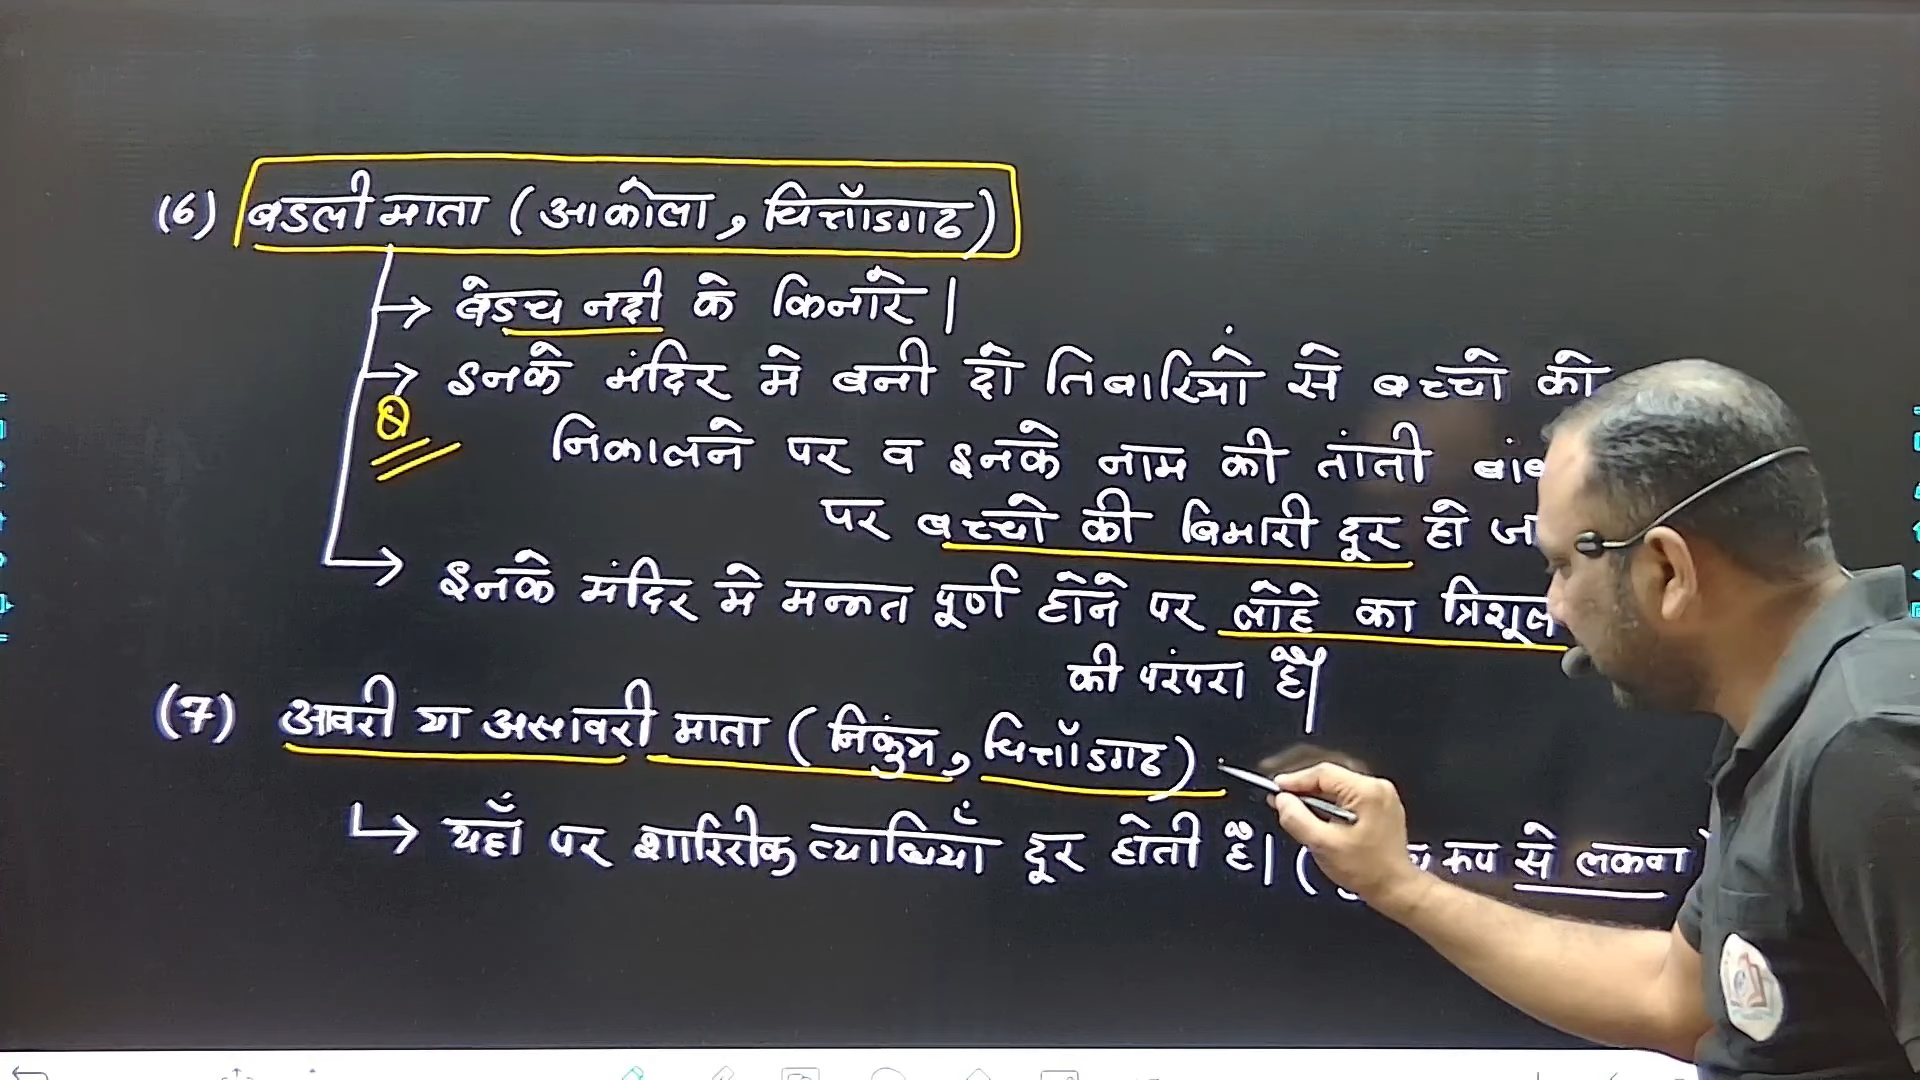 (6) बडली माता (आकोला, चित्तौडगढ)
→ बेडच नदी के किनारे |
→ इनके मंदिर मे बनी दो तिबारियों से बच्चो को
Q
निकालने पर व इनके नाम की तांती
पर बच्चो की बिमारी दूर हो
→ इनके मंदिर मे मन्नत पूर्ण होने पर लोहे का त्रिशूल
की परंपरा है|
(7) आवरी या असावरी माता (निकुंभ, चित्तौडगढ)
↳ यहाँ पर शारिरीक व्याधियाँ दूर होती है| ( रूप से लकवा